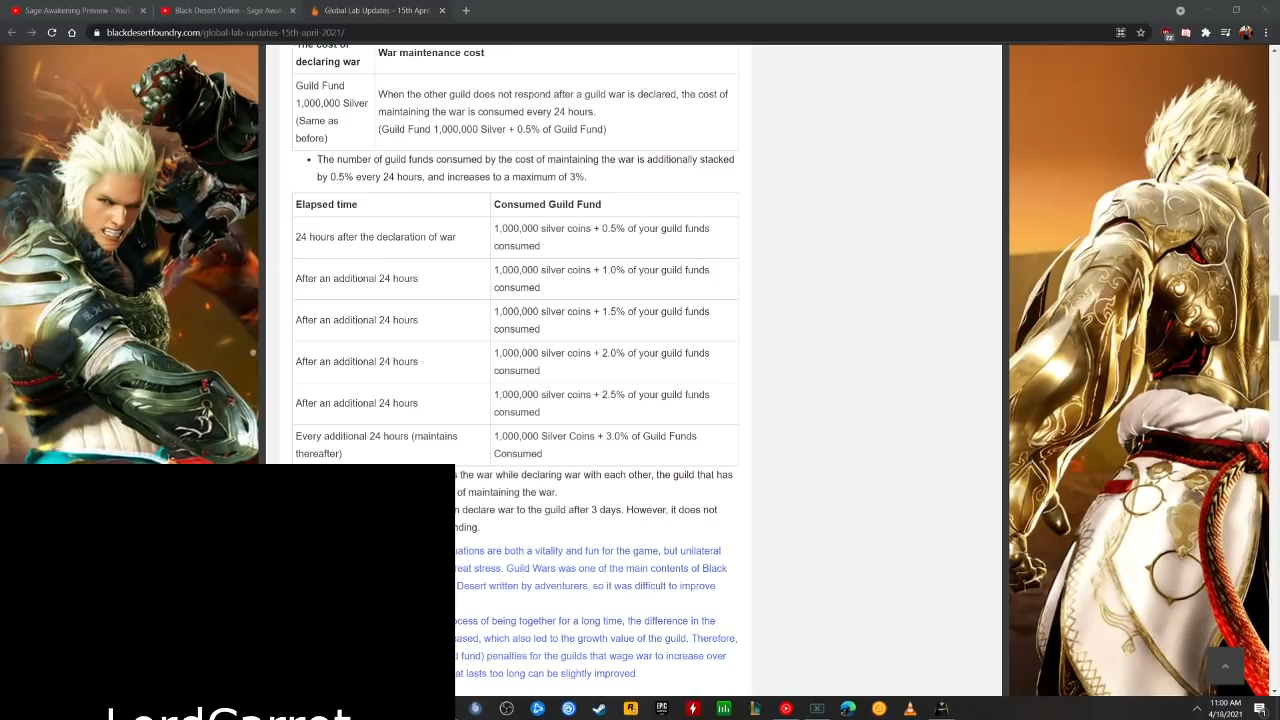 Sage Awakening Preview - YouT
Black Desert Online - Sage Awak
Global Lab Updates – 15th April
blackdesertfoundry.com/global-lab-updates-15th-april-2021/
The cost of
declaring war
War maintenance cost
Guild Fund
1,000,000 Silver
(Same as
before)
When the other guild does not respond after a guild war is declared, the cost of
maintaining the war is consumed every 24 hours.
(Guild Fund 1,000,000 Silver + 0.5% of Guild Fund)
• The number of guild funds consumed by the cost of maintaining the war is additionally stacked
by 0.5% every 24 hours, and increases to a maximum of 3%.
Elapsed time
Consumed Guild Fund
24 hours after the declaration of war
1,000,000 silver coins + 0.5% of your guild funds
consumed
After an additional 24 hours
1,000,000 silver coins + 1.0% of your guild funds
consumed
After an additional 24 hours
1,000,000 silver coins + 1.5% of your guild funds
consumed
After an additional 24 hours
1,000,000 silver coins + 2.0% of your guild funds
consumed
After an additional 24 hours
1,000,000 silver coins + 2.5% of your guild funds
consumed
Every additional 24 hours (maintains
thereafter)
1,000,000 Silver Coins + 3.0% of Guild Funds
Consumed
s the war while declaring war with each other, the guild that has
of maintaining the war.
n declare war to the guild after 3 days. However, it does not
nding.
uations are both a vitality and fun for the game, but unilateral
reat stress. Guild Wars was one of the main contents of Black
Desert written by adventurers, so it was difficult to improve
ocess of being together for a long time, the difference in the
eased, which also led to the growth value of the guild. Therefore,
d fund) penalties for the guilds that wage war to increase over
at lasts too long can be slightly improved.
LordCarrot
11:00 AM
4/18/2021